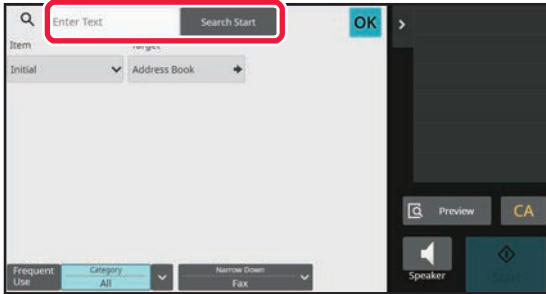 Enter Text
Search Start
OK
Item
Target
Initial
Address Book
Preview
CA
Speaker
Start
Frequent
Use
Category
All
Narrow Down
Fax